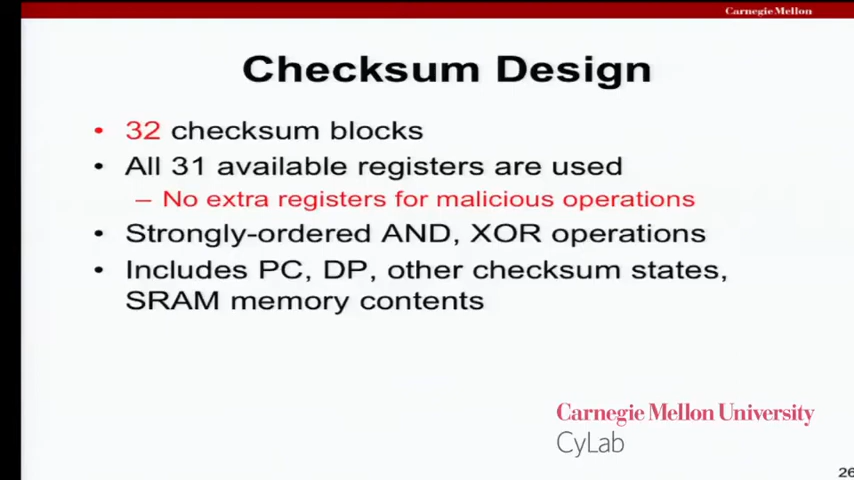 Carnegie Mellon
Checksum Design
• 32 checksum blocks
• All 31 available registers are used
– No extra registers for malicious operations
• Strongly-ordered AND, XOR operations
• Includes PC, DP, other checksum states,
SRAM memory contents
Carnegie Mellon University
CyLab
26